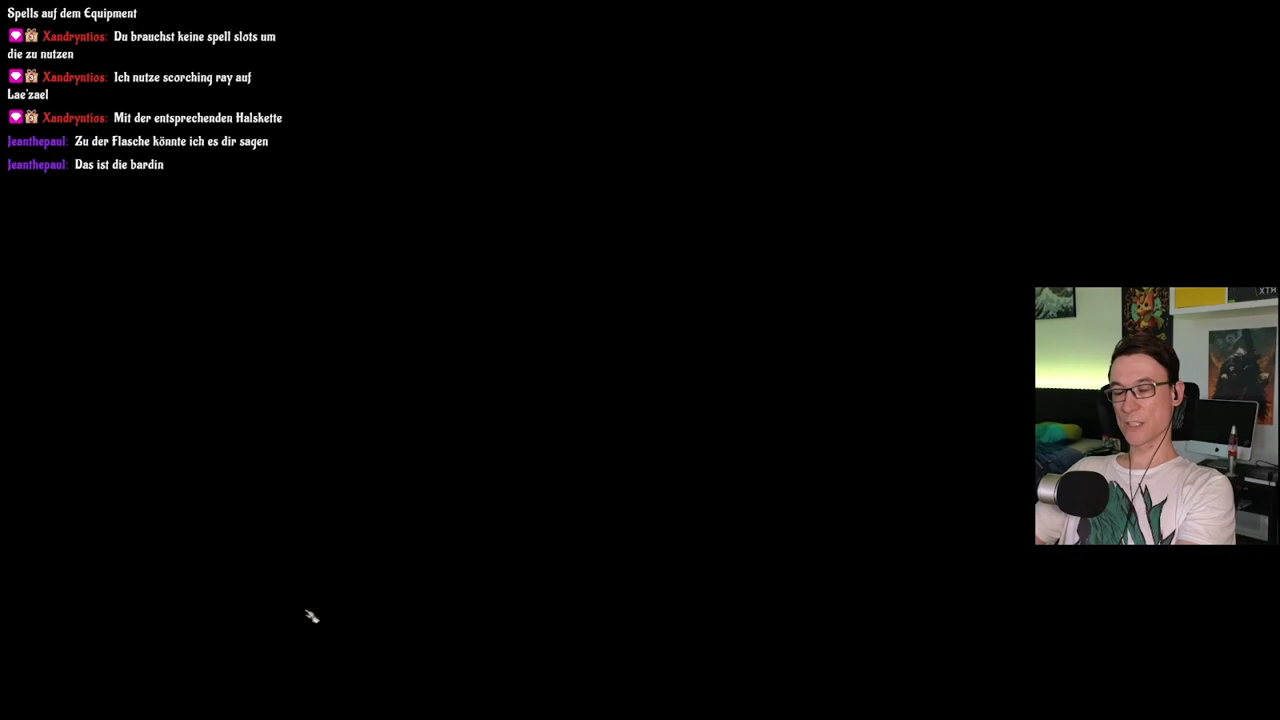 Spells auf dem Equipment
Xandryntios: Du brauchst keine spell slots um
die zu nutzen
Xandryntios: Ich nutze scorching ray auf
Lae'zael
Xandryntios: Mit der entsprechenden Halskette
Jeanthepaul: Zu der Flasche könnte ich es dir sagen
Jeanthepaul: Das ist die bardin